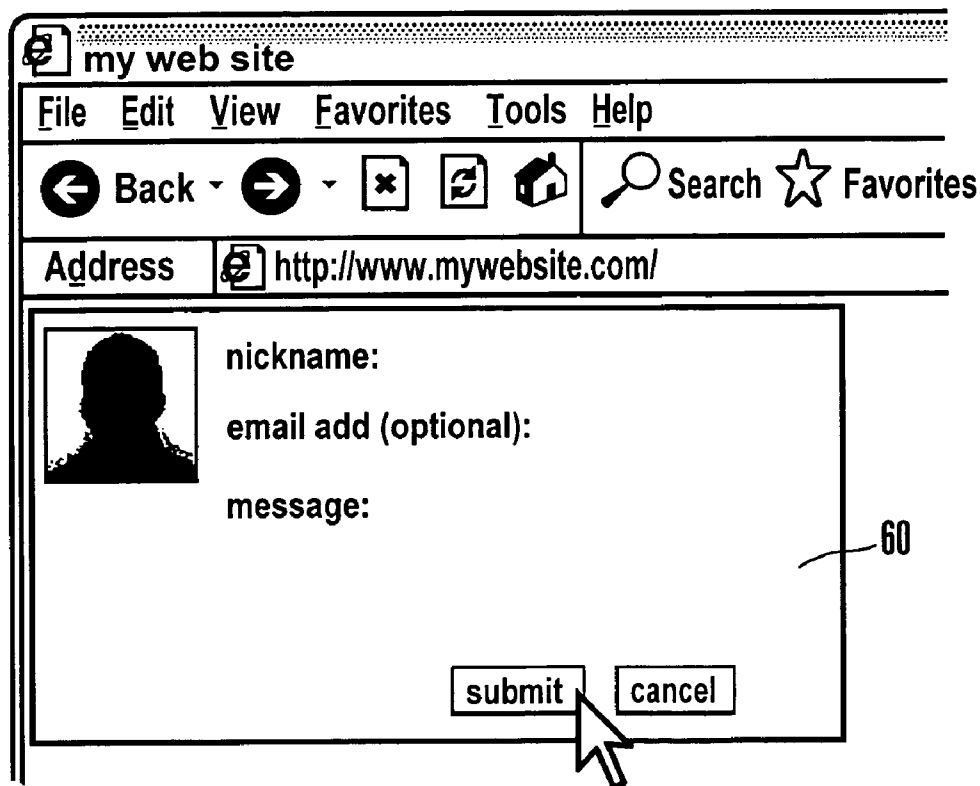 my web site
File Edit View Favorites Tools Help
Back Search Favorites
Address http://www.mywebsite.com/
nickname:
email add (optional):
message:
60
submit cancel